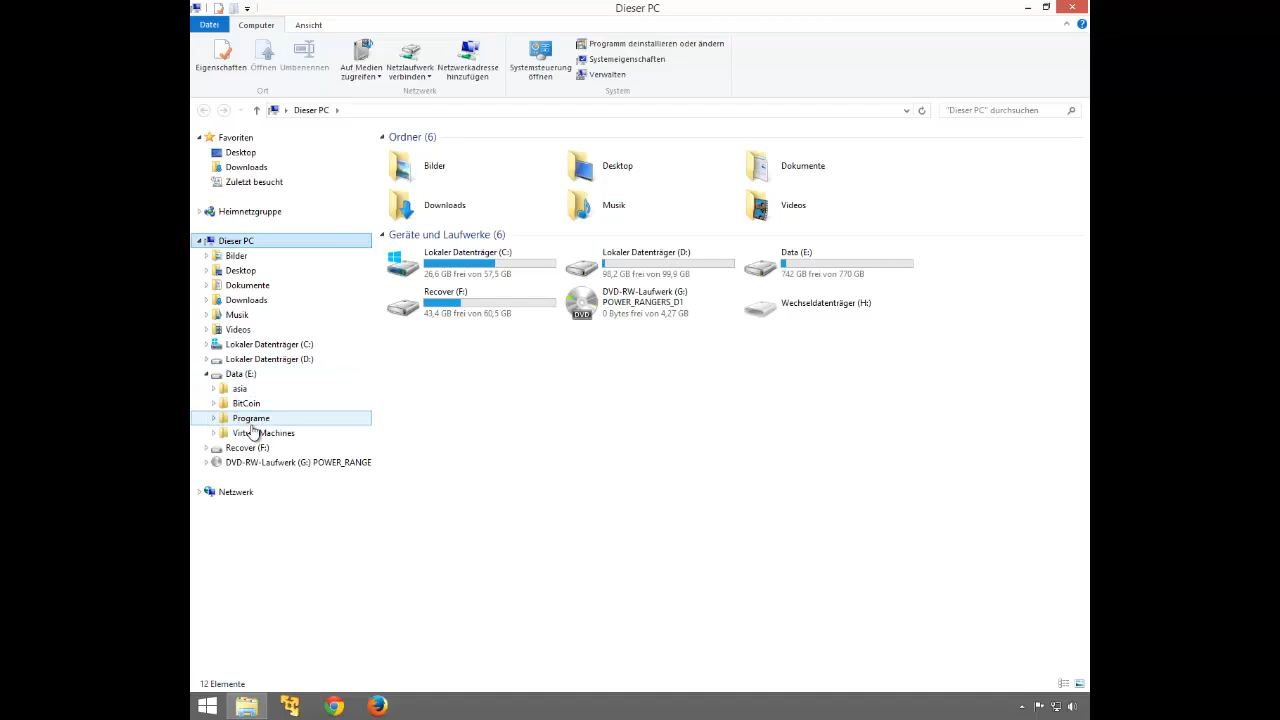 Dieser PC
Datei
Computer
Ansicht
Eigenschaften
Öffnen
Umbenennen
Ort
Auf Medien zugreifen
Netzlaufwerk verbinden
Netzwerkadresse hinzufügen
Netzwerk
Systemsteuerung öffnen
Programm deinstallieren oder ändern
Systemeigenschaften
Verwalten
System
Dieser PC
"Dieser PC" durchsuchen
Favoriten
Desktop
Downloads
Zuletzt besucht
Heimnetzgruppe
Dieser PC
Bilder
Desktop
Dokumente
Downloads
Musik
Videos
Lokaler Datenträger (C:)
Lokaler Datenträger (D:)
Data (E:)
asia
BitCoin
Programe
Machines
Recover (F:)
DVD-RW-Laufwerk (G:) POWER_RANGE
Netzwerk
Ordner (6)
Bilder
Desktop
Dokumente
Downloads
Musik
Videos
Geräte und Laufwerke (6)
Lokaler Datenträger (C:)
26,6 GB frei von 57,5 GB
Lokaler Datenträger (D:)
98,2 GB frei von 99,9 GB
Data (E:)
742 GB frei von 770 GB
Recover (F:)
43,4 GB frei von 60,5 GB
DVD-RW-Laufwerk (G:)
POWER_RANGERS_D1
0 Bytes frei von 4,27 GB
DVD
Wechseldatenträger (H:)
12 Elemente